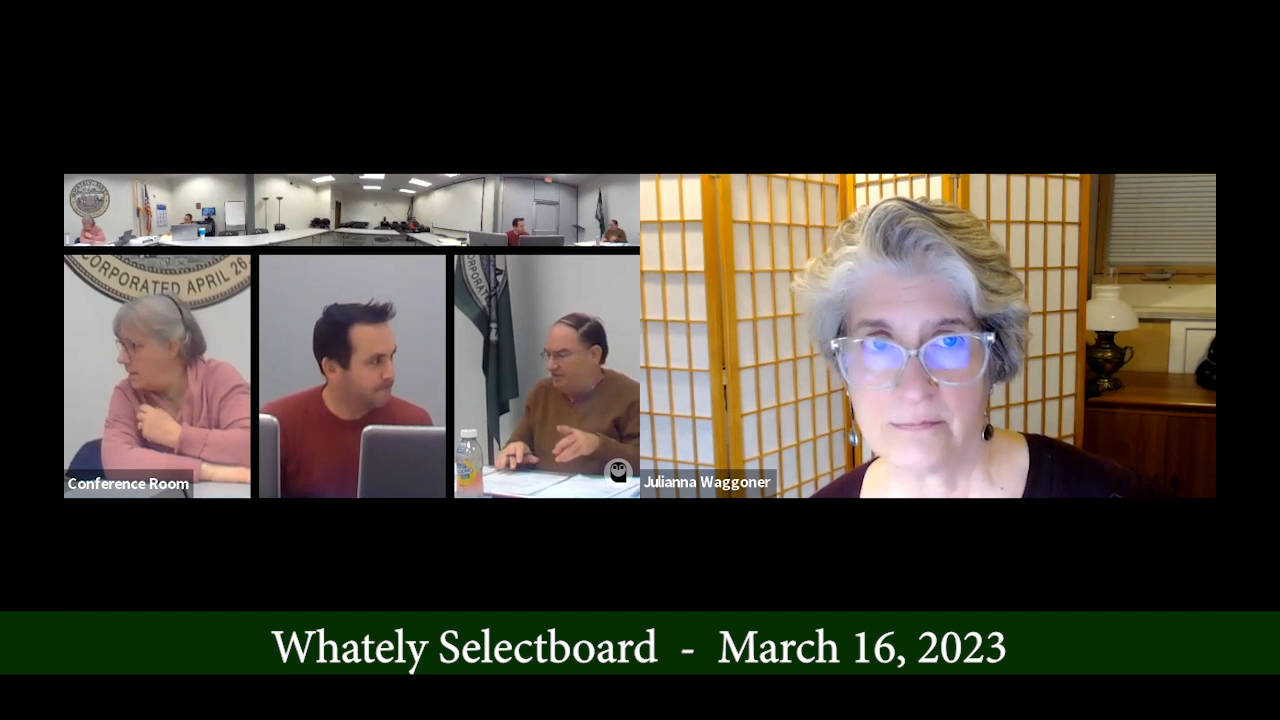 CORPORATED APRIL 26
Conference Room
Julianna Waggoner
Whately Selectboard - March 16, 2023